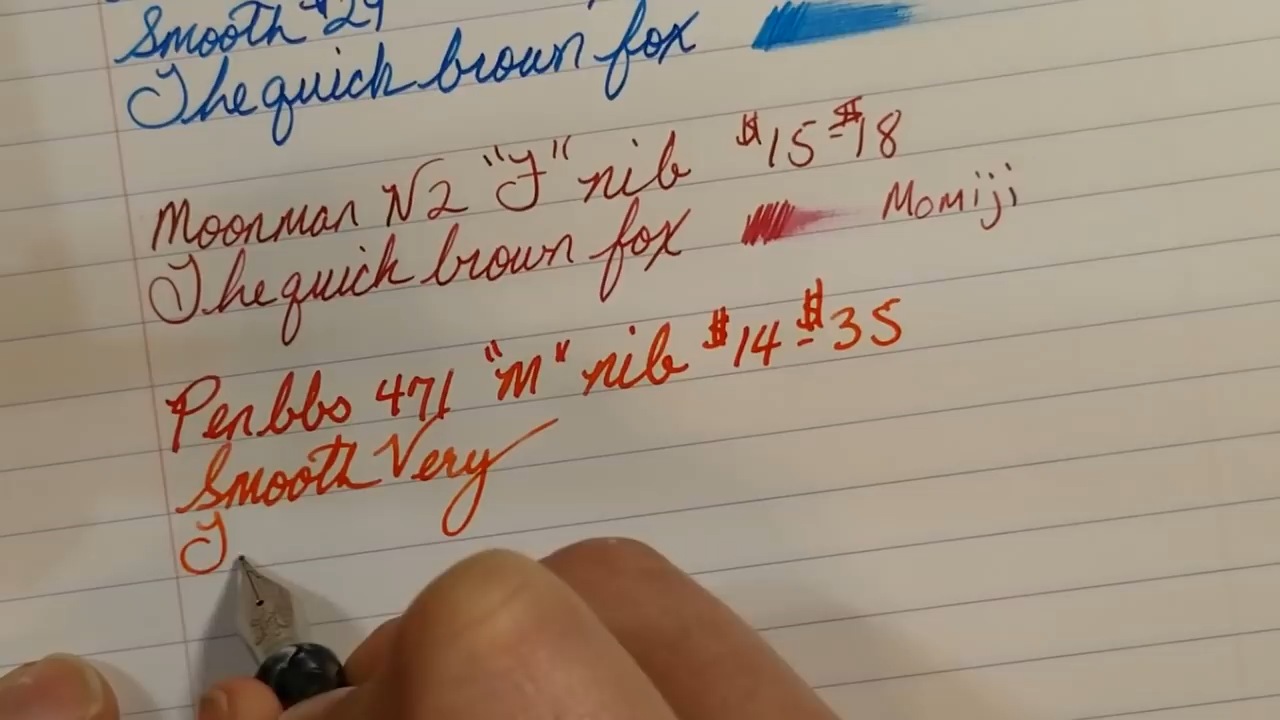 Smooth $29
The quick brown fox
Moonman N2 "F" nib $15-$18
The quick brown fox Momiji
Penbbs 471 "M" nib $14-$35
Smooth Very
T